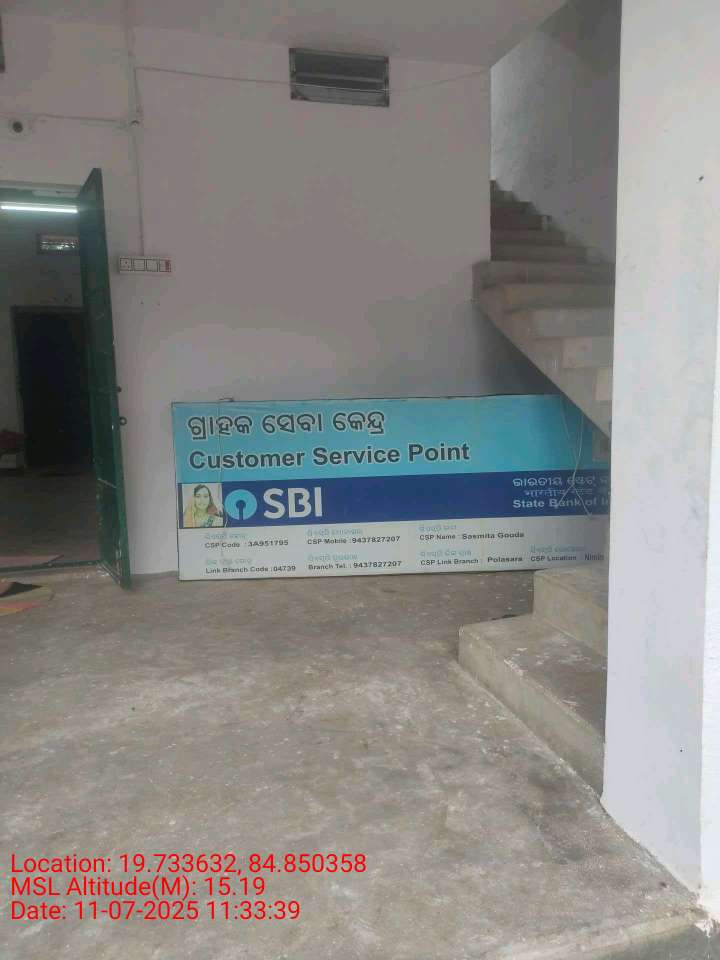 ଗ୍ରାହକ ସେବା କେନ୍ଦ୍ର
Customer Service Point
SBI
ଭାରତୀୟ ଷ୍ଟେଟ୍
भारतीय स्टेट
State Bank of
CSP Code : 3A951795
CSP Mobile : 9437827207
CSP Name : Sasmita Gouda
Link Branch Code : 04739
Branch Tel. : 9437827207
CSP Link Branch : Polasara
CSP Location :
Location: 19.733632, 84.850358
MSL Altitude(M): 15.19
Date: 11-07-2025 11:33:39